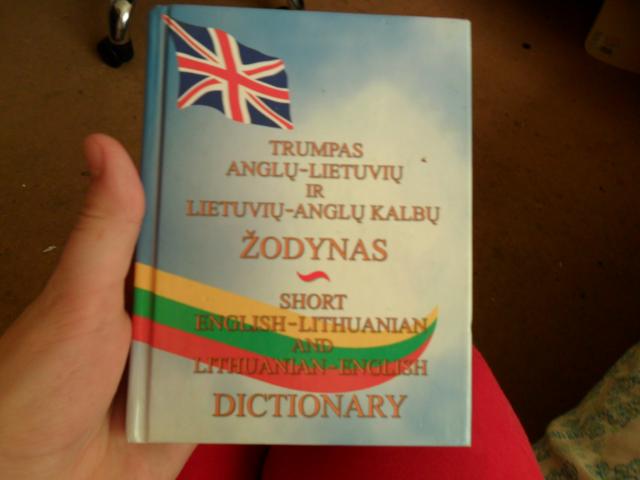 TRUMPAS
ANGLŲ-LIETUVIŲ
IR
LIETUVIŲ-ANGLŲ KALBŲ
ŽODYNAS
SHORT
ENGLISH-LITHUANIAN
AND
LITHUANIAN-ENGLISH
DICTIONARY